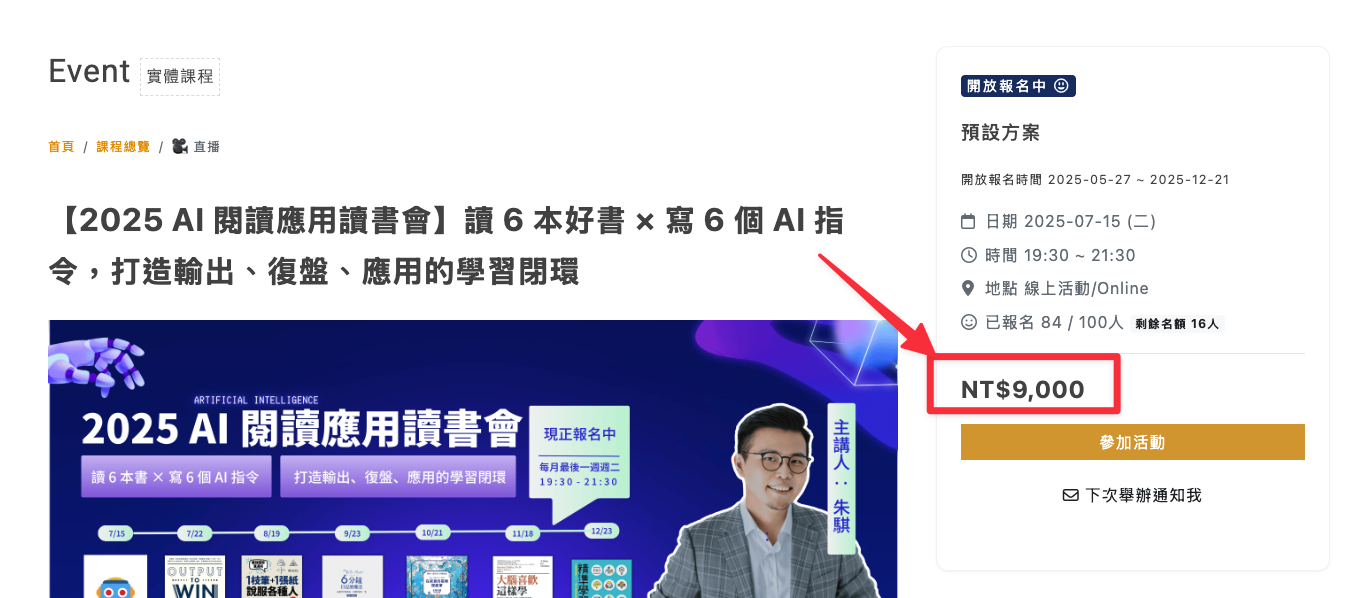 Event 實體課程
首頁 / 課程總覽 / 直播
【2025 AI 閱讀應用讀書會】讀 6 本好書 × 寫 6 個 AI 指
令，打造輸出、復盤、應用的學習閉環
ARTIFICIAL INTELLIGENCE
2025 AI 閱讀應用讀書會
讀 6 本書 × 寫 6 個 AI 指令
打造輸出、復盤、應用的學習閉環
現正報名中
每月最後一週週二
19:30 - 21:30
主講人：朱騏
7/15
7/22
8/19
9/23
10/21
11/18
12/23
OUTPUT
TO
WIN
1枝筆+1張紙
說服各種人
6分鐘
大腦喜歡
這樣學
精準學
開放報名中
預設方案
開放報名時間 2025-05-27 ~ 2025-12-21
日期 2025-07-15 (二)
時間 19:30 ~ 21:30
地點 線上活動/Online
已報名 84 / 100人 剩餘名額 16人
NT$9,000
參加活動
下次舉辦通知我